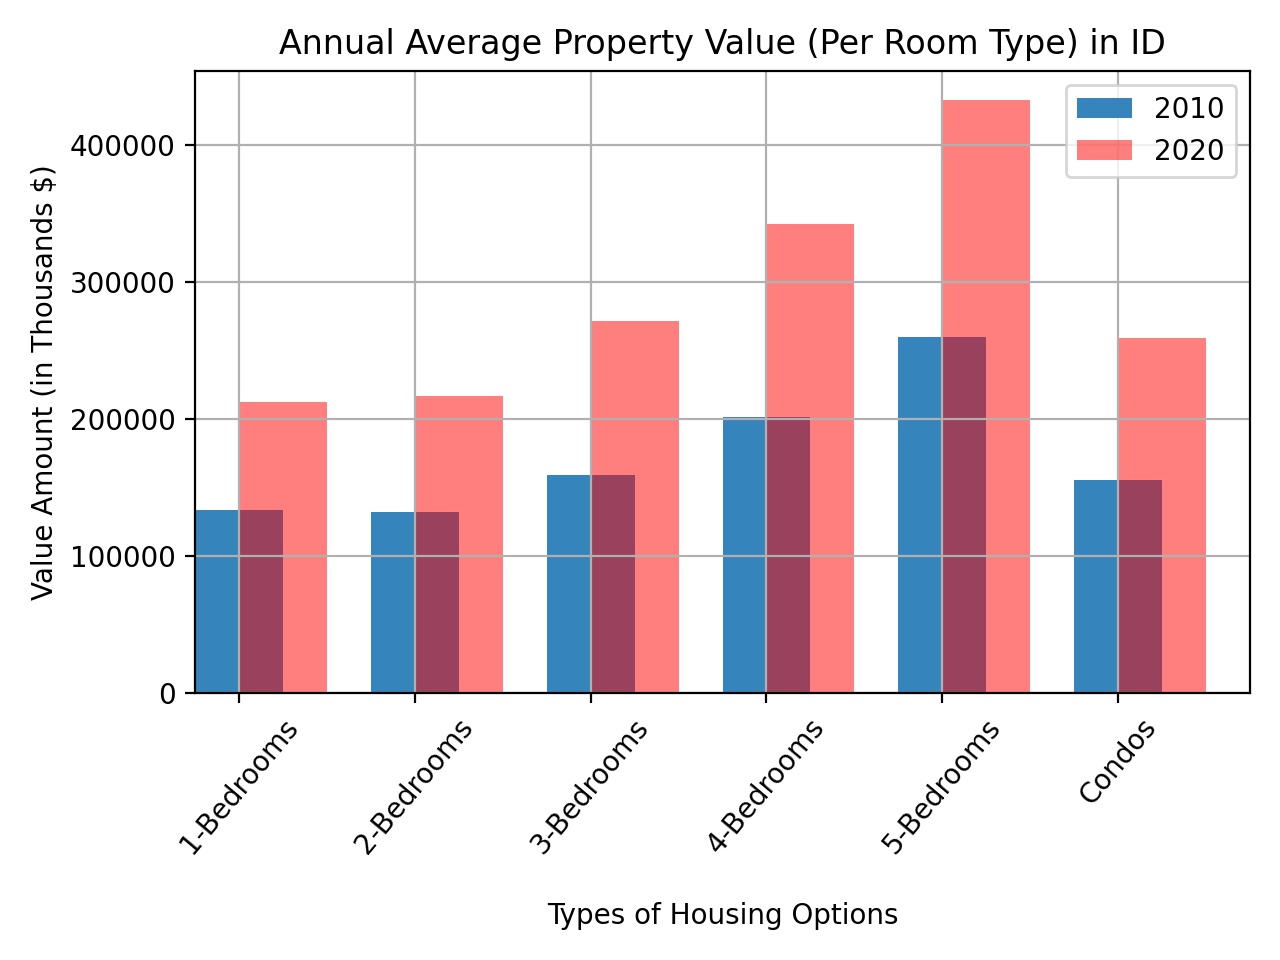 Annual Average Property Value (Per Room Type) in ID
2010
2020
Value Amount (in Thousands $)
400000
300000
200000
100000
0
1-Bedrooms
2-Bedrooms
3-Bedrooms
4-Bedrooms
5-Bedrooms
Condos
Types of Housing Options